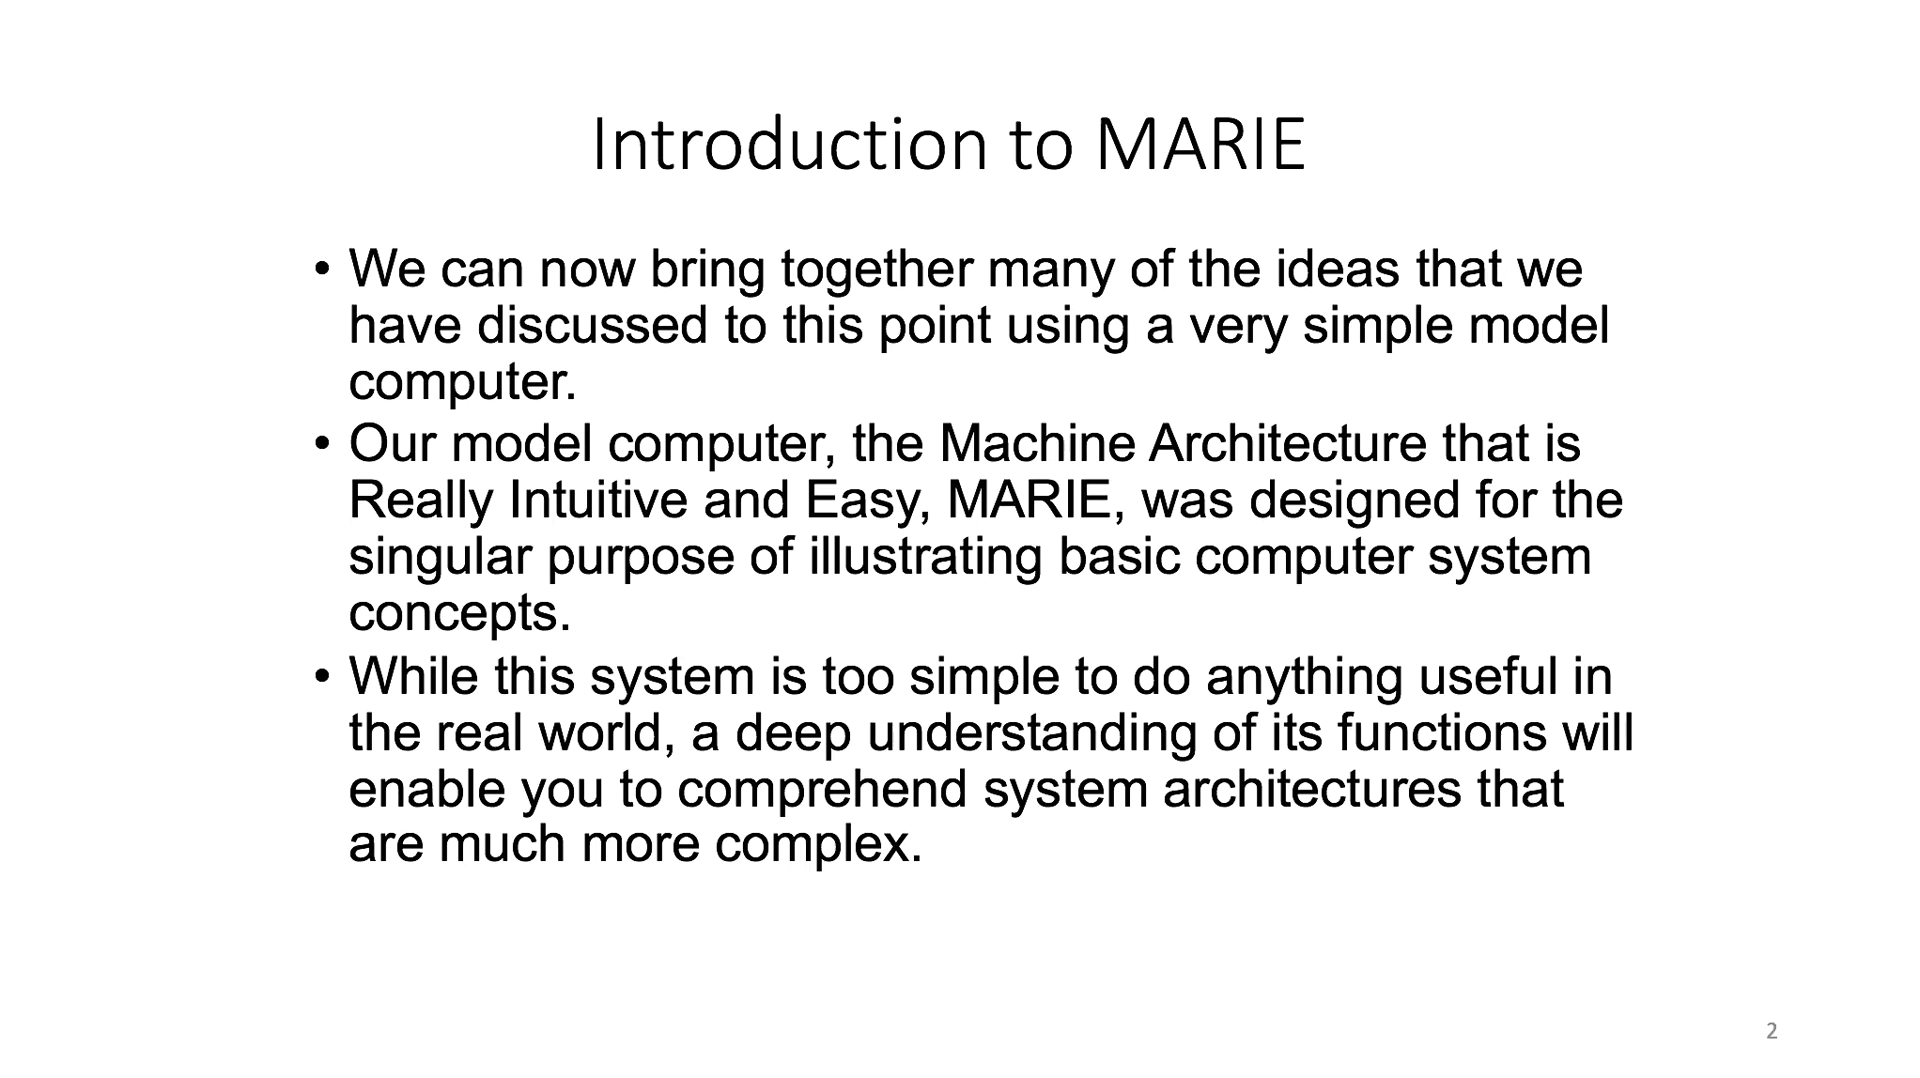 Introduction to MARIE
• We can now bring together many of the ideas that we
have discussed to this point using a very simple model
computer.
• Our model computer, the Machine Architecture that is
Really Intuitive and Easy, MARIE, was designed for the
singular purpose of illustrating basic computer system
concepts.
• While this system is too simple to do anything useful in
the real world, a deep understanding of its functions will
enable you to comprehend system architectures that
are much more complex.
2